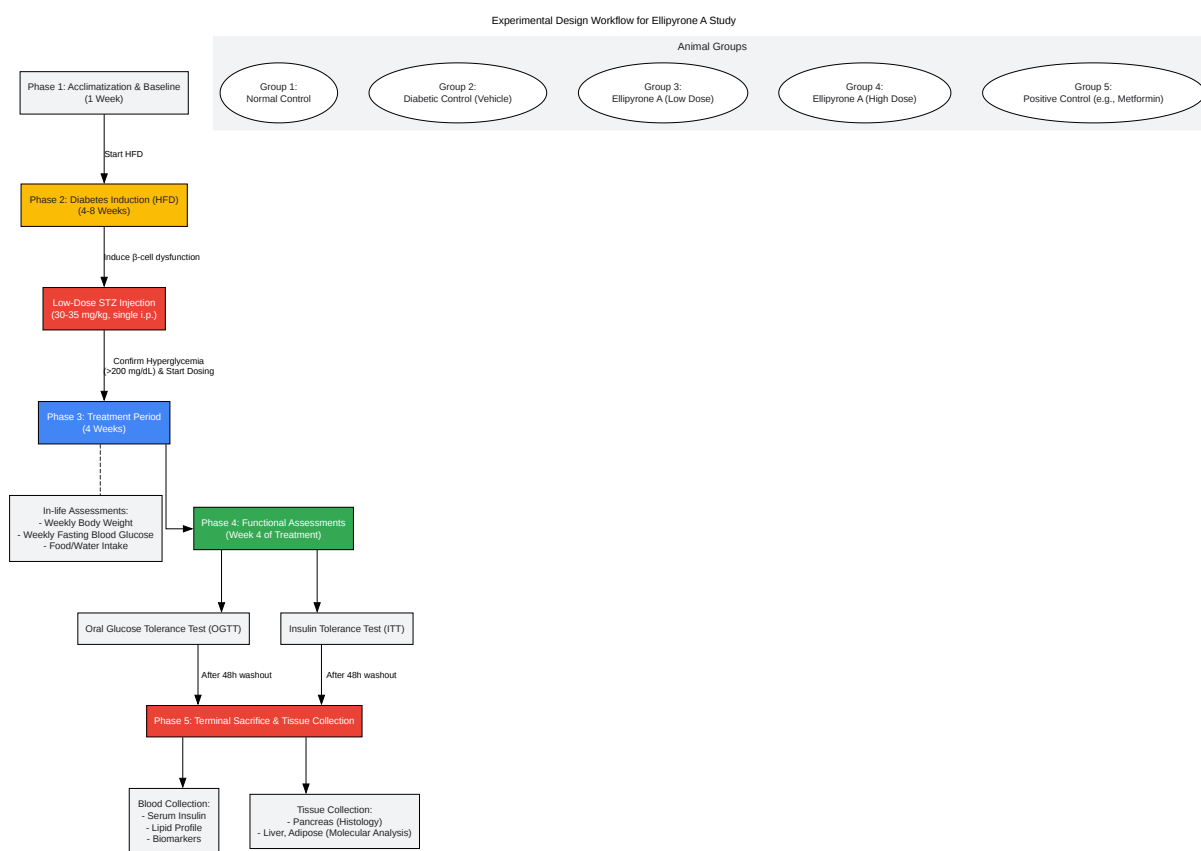 Experimental Design Workflow for Ellipyrone A Study
Animal Groups
Group 1:
Normal Control
Group 2:
Diabetic Control (Vehicle)
Group 3:
Ellipyrone A (Low Dose)
Group 4:
Ellipyrone A (High Dose)
Group 5:
Positive Control (e.g., Metformin)
Phase 1: Acclimatization & Baseline
(1 Week)
Start HFD
Phase 2: Diabetes Induction (HFD)
(4-8 Weeks)
Induce β-cell dysfunction
Low-Dose STZ Injection
(30-35 mg/kg, single i.p.)
Confirm Hyperglycemia
(>200 mg/dL) & Start Dosing
Phase 3: Treatment Period
(4 Weeks)
In-life Assessments:
- Weekly Body Weight
- Weekly Fasting Blood Glucose
- Food/Water Intake
Phase 4: Functional Assessments
(Week 4 of Treatment)
Oral Glucose Tolerance Test (OGTT)
Insulin Tolerance Test (ITT)
After 48h washout
After 48h washout
Phase 5: Terminal Sacrifice & Tissue Collection
Blood Collection:
- Serum Insulin
- Lipid Profile
- Biomarkers
Tissue Collection:
- Pancreas (Histology)
- Liver, Adipose (Molecular Analysis)